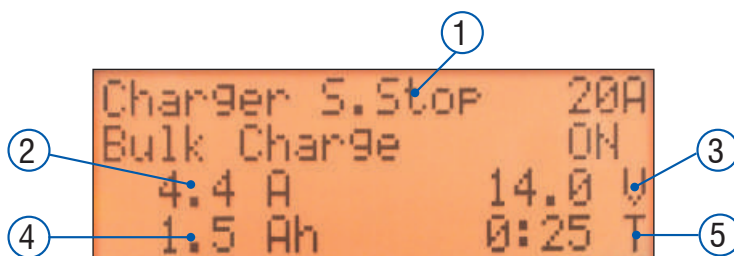 1
Charger S.Stop 20A
Bulk Charge ON
2 4.4 A 14.0 V 3
4 1.5 Ah 0:25 T 5